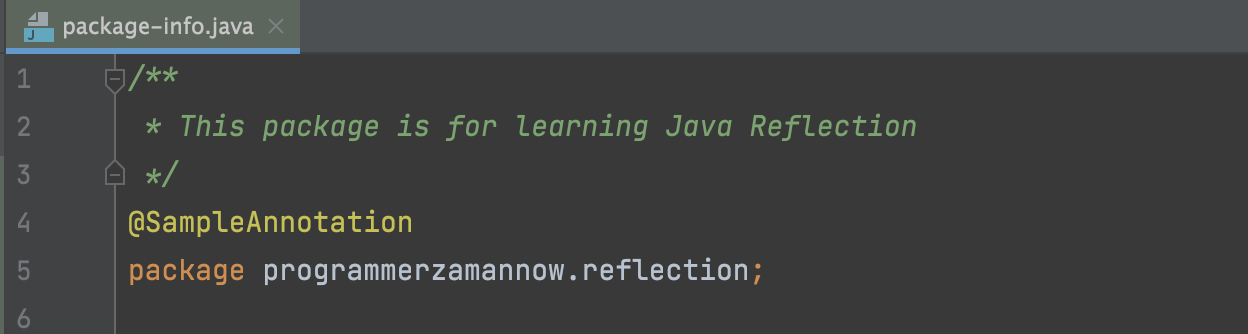 package-info.java
1 /**
2  * This package is for learning Java Reflection
3  */
4 @SampleAnnotation
5 package programmerzamannow.reflection;
6